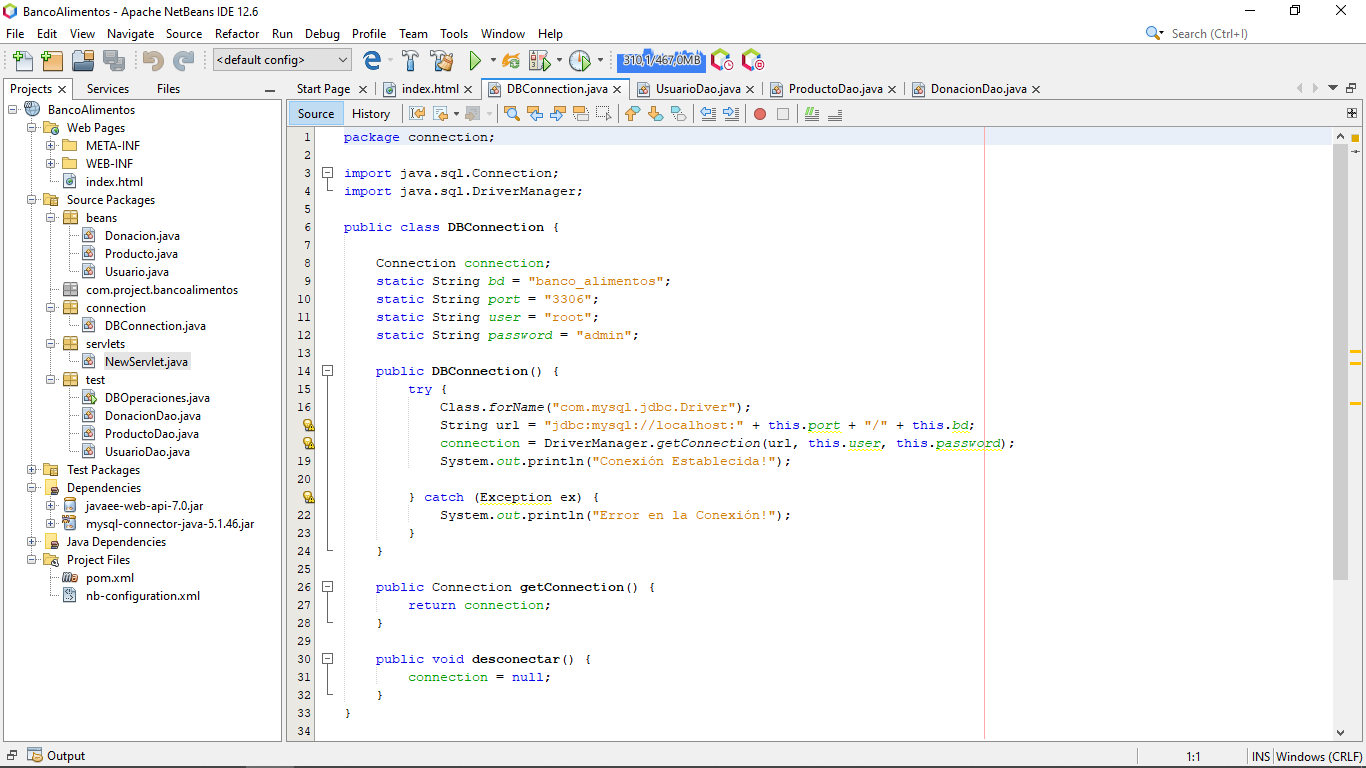 BancoAlimentos - Apache NetBeans IDE 12.6
File Edit View Navigate Source Refactor Run Debug Profile Team Tools Window Help
Search (Ctrl+I)
<default config>
310,1/467,0MB
Projects
Services
Files
Start Page
index.html
DBConnection.java
UsuarioDao.java
ProductoDao.java
DonacionDao.java
BancoAlimentos
Web Pages
META-INF
WEB-INF
index.html
Source Packages
beans
Donacion.java
Producto.java
Usuario.java
com.project.bancoalimentos
connection
DBConnection.java
servlets
NewServlet.java
test
DBOperaciones.java
DonacionDao.java
ProductoDao.java
UsuarioDao.java
Test Packages
Dependencies
javaee-web-api-7.0.jar
mysql-connector-java-5.1.46.jar
Java Dependencies
Project Files
pom.xml
nb-configuration.xml
Source History
1 package connection;
2
3 import java.sql.Connection;
4 import java.sql.DriverManager;
5
6 public class DBConnection {
7
8 Connection connection;
9 static String bd = "banco_alimentos";
10 static String port = "3306";
11 static String user = "root";
12 static String password = "admin";
13
14 public DBConnection() {
15 try {
16 Class.forName("com.mysql.jdbc.Driver");
String url = "jdbc:mysql://localhost:" + this.port + "/" + this.bd;
connection = DriverManager.getConnection(url, this.user, this.password);
19 System.out.println("Conexión Establecida!");
20
} catch (Exception ex) {
22 System.out.println("Error en la Conexión!");
23 }
24 }
25
26 public Connection getConnection() {
27 return connection;
28 }
29
30 public void desconectar() {
31 connection = null;
32 }
33 }
34
Output
1:1
INS
Windows (CRLF)